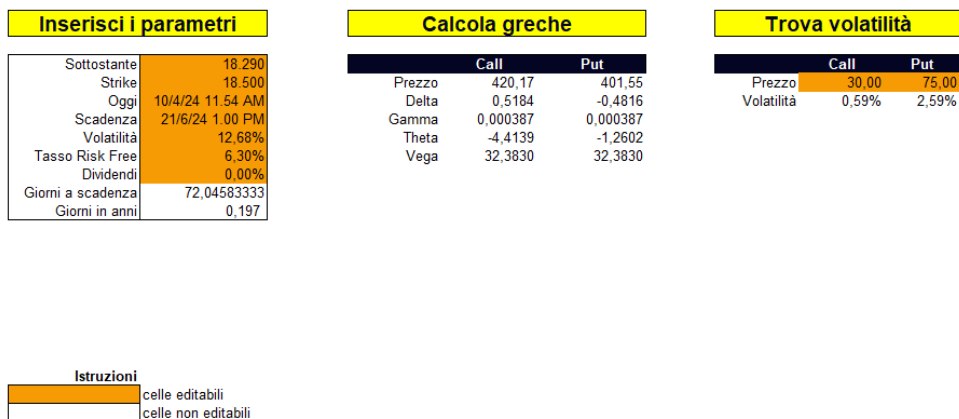 Inserisci i parametri
Sottostante 18.290
Strike 18.500
Oggi 10/4/24 11.54 AM
Scadenza 21/6/24 1.00 PM
Volatilità 12,68%
Tasso Risk Free 6,30%
Dividendi 0,00%
Giorni a scadenza 72,04583333
Giorni in anni 0,197
Calcola greche
Call Put
Prezzo 420,17 401,55
Delta 0,5184 -0,4816
Gamma 0,000387 0,000387
Theta -4,4139 -1,2602
Vega 32,3830 32,3830
Trova volatilità
Call Put
Prezzo 30,00 75,00
Volatilità 0,59% 2,59%
Istruzioni
celle editabili
celle non editabili